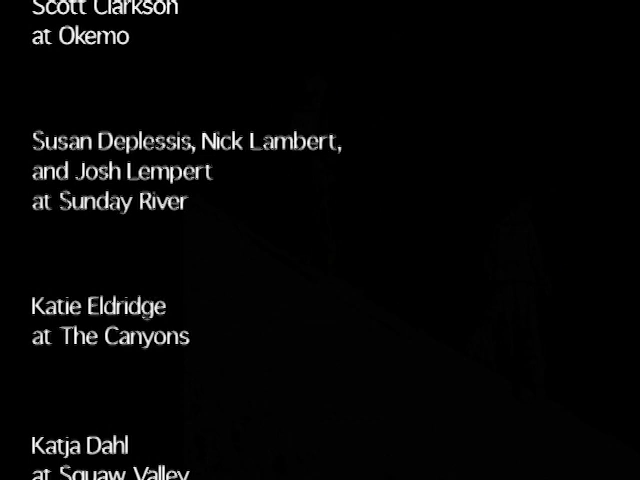 Scott Clarkson
at Okemo
Susan Deplessis, Nick Lambert,
and Josh Lempert
at Sunday River
Katie Eldridge
at The Canyons
Katja Dahl
at Squaw Valley